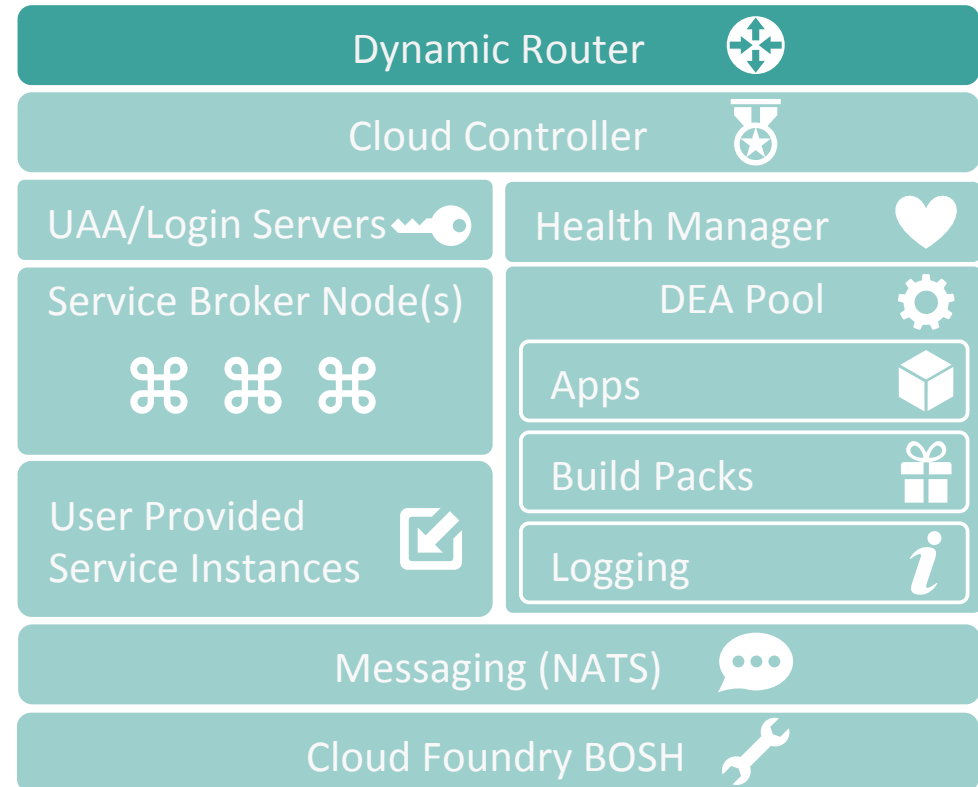 Dynamic Router
Cloud Controller
UAA/Login Servers
Health Manager
Service Broker Node(s)
DEA Pool
Apps
Build Packs
Logging
User Provided
Service Instances
Messaging (NATS)
Cloud Foundry BOSH